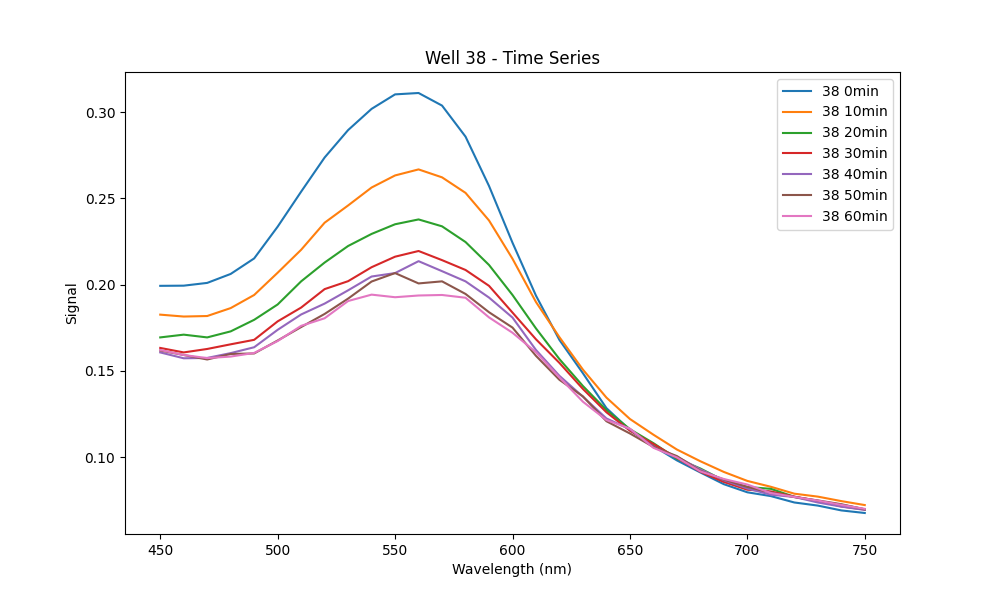 Well 38 - Time Series
Signal
0.30
0.25
0.20
0.15
0.10
450 500 550 600 650 700 750
Wavelength (nm)
38 0min
38 10min
38 20min
38 30min
38 40min
38 50min
38 60min